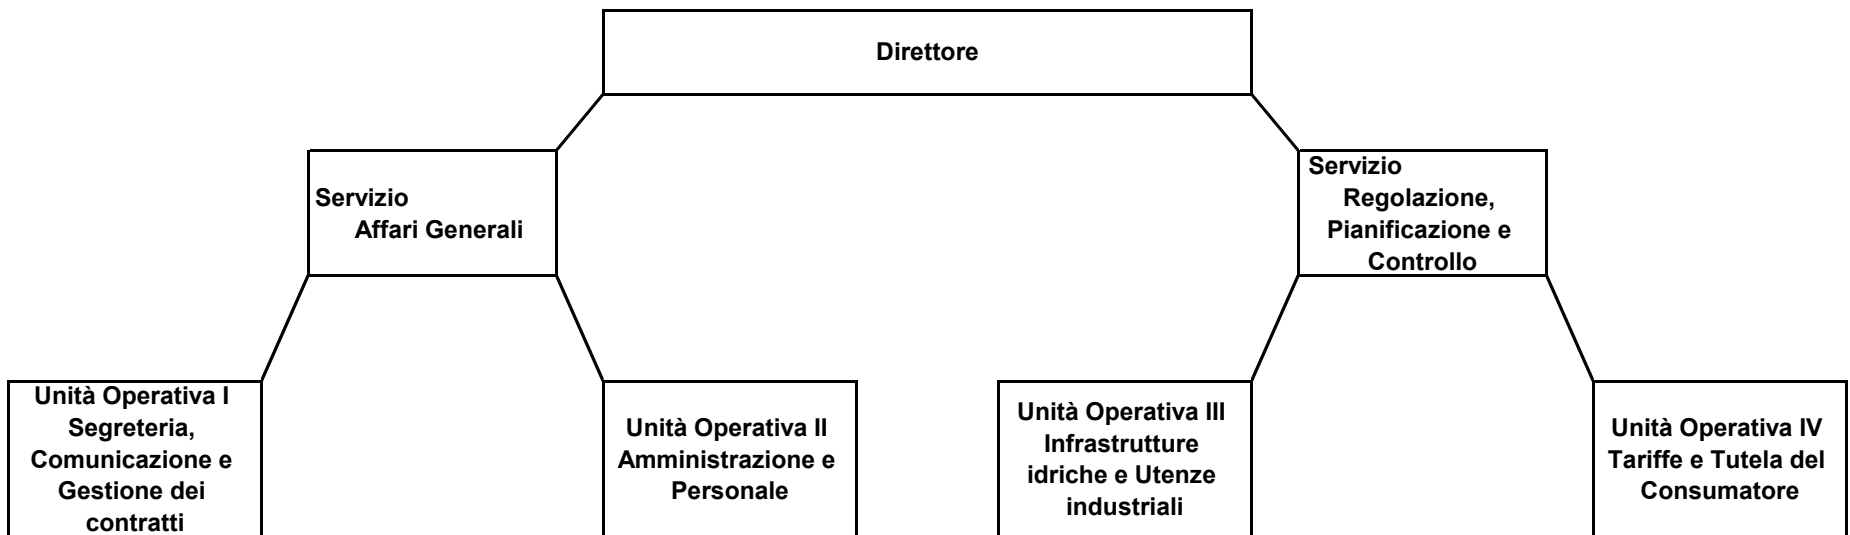 Direttore
Servizio
Affari Generali
Servizio
Regolazione,
Pianificazione e
Controllo
Unità Operativa I
Segreteria,
Comunicazione e
Gestione dei
contratti
Unità Operativa II
Amministrazione e
Personale
Unità Operativa III
Infrastrutture
idriche e Utenze
industriali
Unità Operativa IV
Tariffe e Tutela del
Consumatore